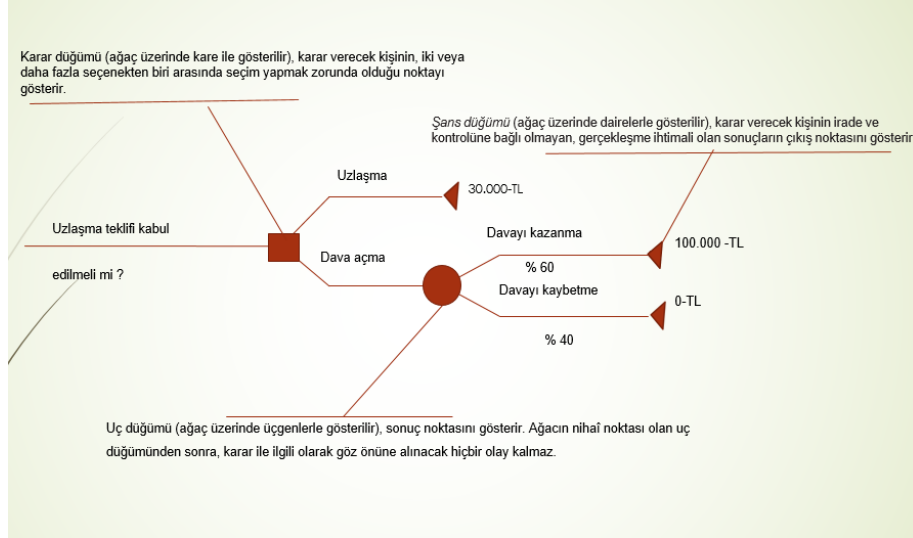 Karar düğümü (ağaç üzerinde kare ile gösterilir), karar verecek kişinin, iki veya
daha fazla seçenekten biri arasında seçim yapmak zorunda olduğu noktayı
gösterir.
Şans düğümü (ağaç üzerinde dairelerle gösterilir), karar verecek kişinin irade ve
kontrolüne bağlı olmayan, gerçekleşme ihtimali olan sonuçların çıkış noktasını gösterir
Uzlaşma
30.000-TL
Uzlaşma teklifi kabul
edilmeli mi ?
Dava açma
Davayı kazanma
100.000 -TL
% 60
Davayı kaybetme
0-TL
% 40
Uç düğümü (ağaç üzerinde üçgenlerle gösterilir), sonuç noktasını gösterir. Ağacın nihaî noktası olan uç
düğümünden sonra, karar ile ilgili olarak göz önüne alınacak hiçbir olay kalmaz.